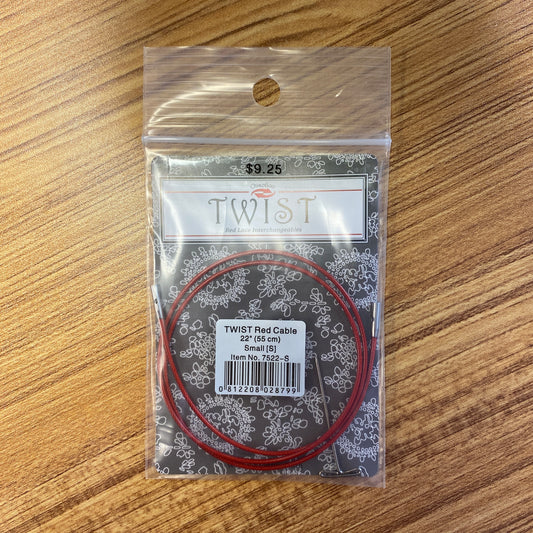 $9.25
ChiaoGoo
TWIST
Red Lace Interchangeables
TWIST Red Cable
22" (55 cm)
Small [S]
Item No. 7522-S
0 812208 028799